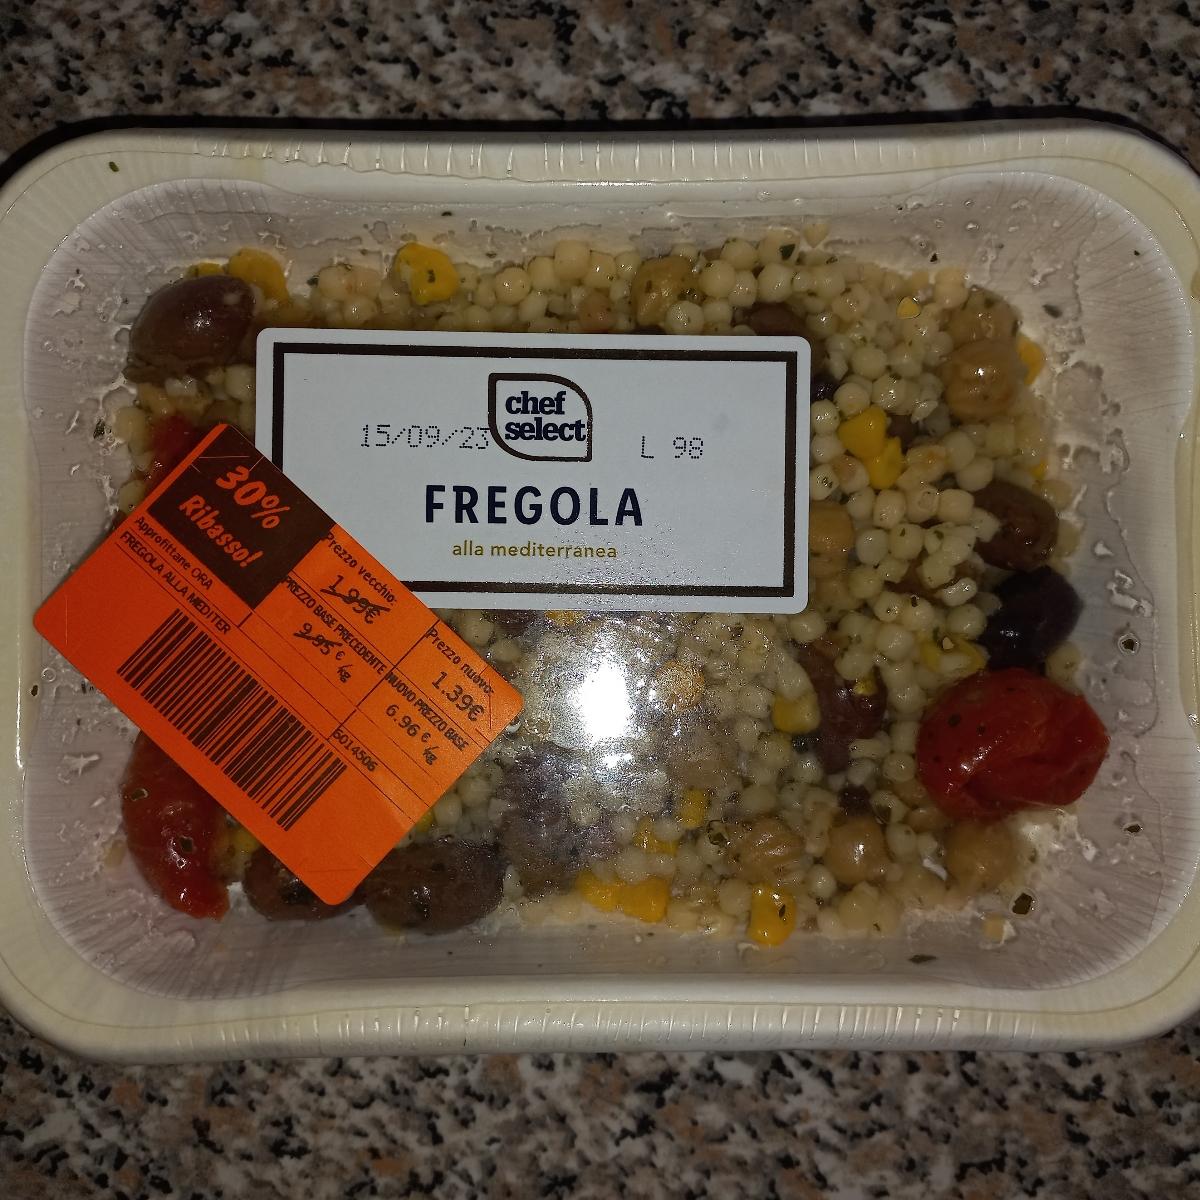 chef
select
15/09/23
L 98
FREGOLA
alla mediterranea
30%
Ribasso!
Approfittane ORA
FREGOLA ALLA MEDITER
Prezzo vecchio:
1.99€
PREZZO BASE PRECEDENTE
9.95 € /kg
Prezzo nuovo:
1.39€
NUOVO PREZZO BASE
6.96 € /kg
6014506